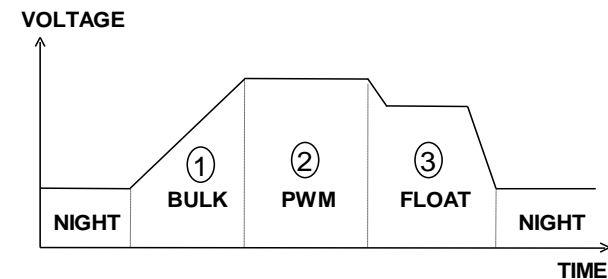 VOLTAGE
1
2
3
BULK
PWM
FLOAT
NIGHT
NIGHT
TIME